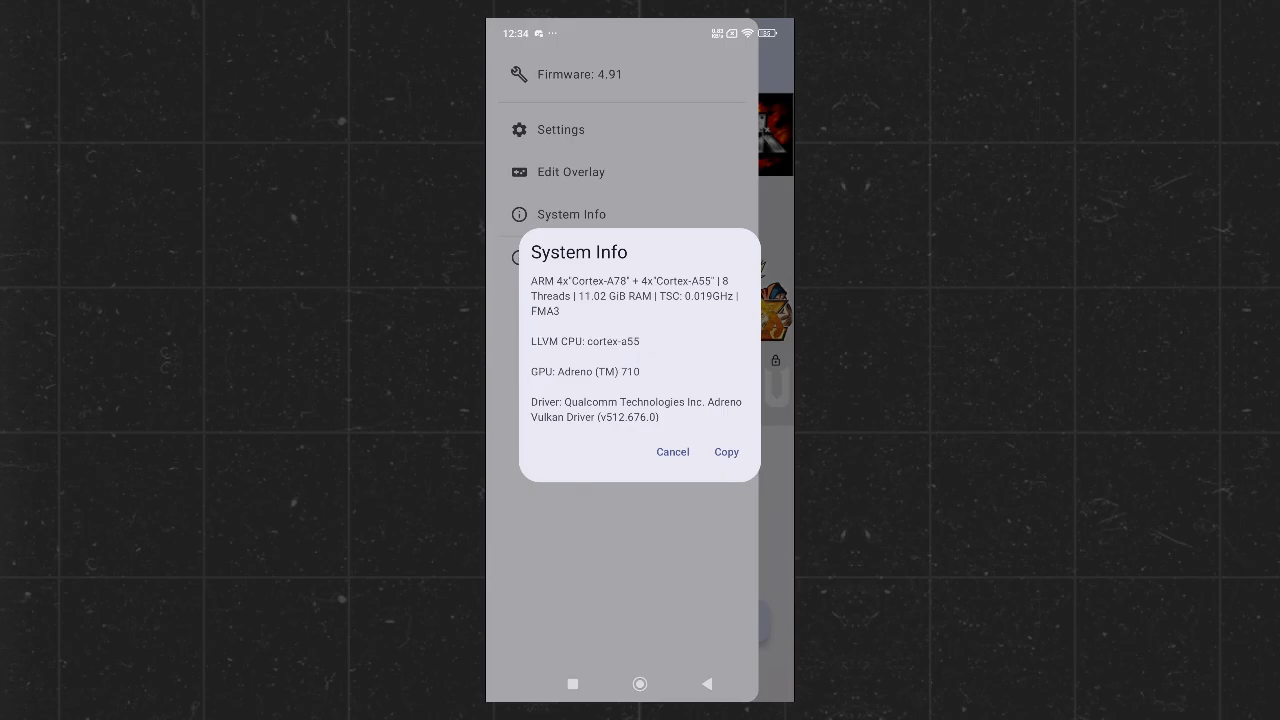 12:34
Firmware: 4.91
Settings
Edit Overlay
System Info
System Info
ARM 4x"Cortex-A78" + 4x"Cortex-A55" | 8
Threads | 11.02 GiB RAM | TSC: 0.019GHz |
FMA3
LLVM CPU: cortex-a55
GPU: Adreno (TM) 710
Driver: Qualcomm Technologies Inc. Adreno
Vulkan Driver (v512.676.0)
Cancel Copy